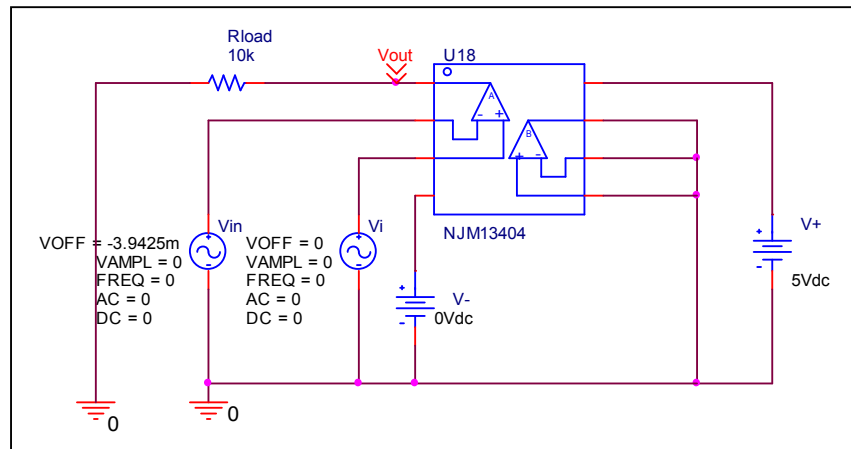 Rload
10k
Vout
U18
A
- +
B
+ -
NJM13404
Vin
VOFF = -3.9425m
VAMPL = 0
FREQ = 0
AC = 0
DC = 0
Vi
VOFF = 0
VAMPL = 0
FREQ = 0
AC = 0
DC = 0
V-
0Vdc
V+
5Vdc
0
0